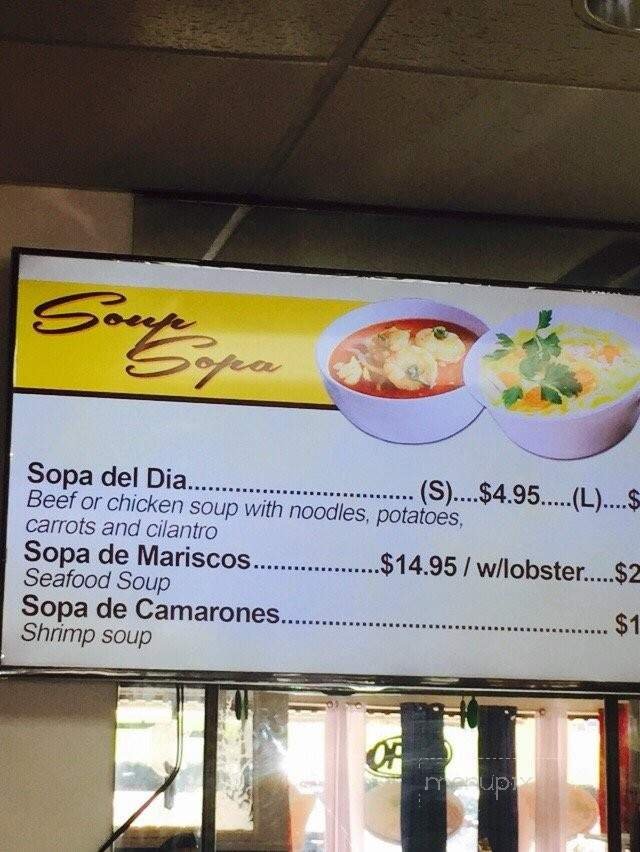 Soup
Sopa
Sopa del Dia.......................................... (S)....$4.95.....(L)....$
Beef or chicken soup with noodles, potatoes,
carrots and cilantro
Sopa de Mariscos...................$14.95 / w/lobster.....$2
Seafood Soup
Sopa de Camarones.................................................. $1
Shrimp soup
menupix